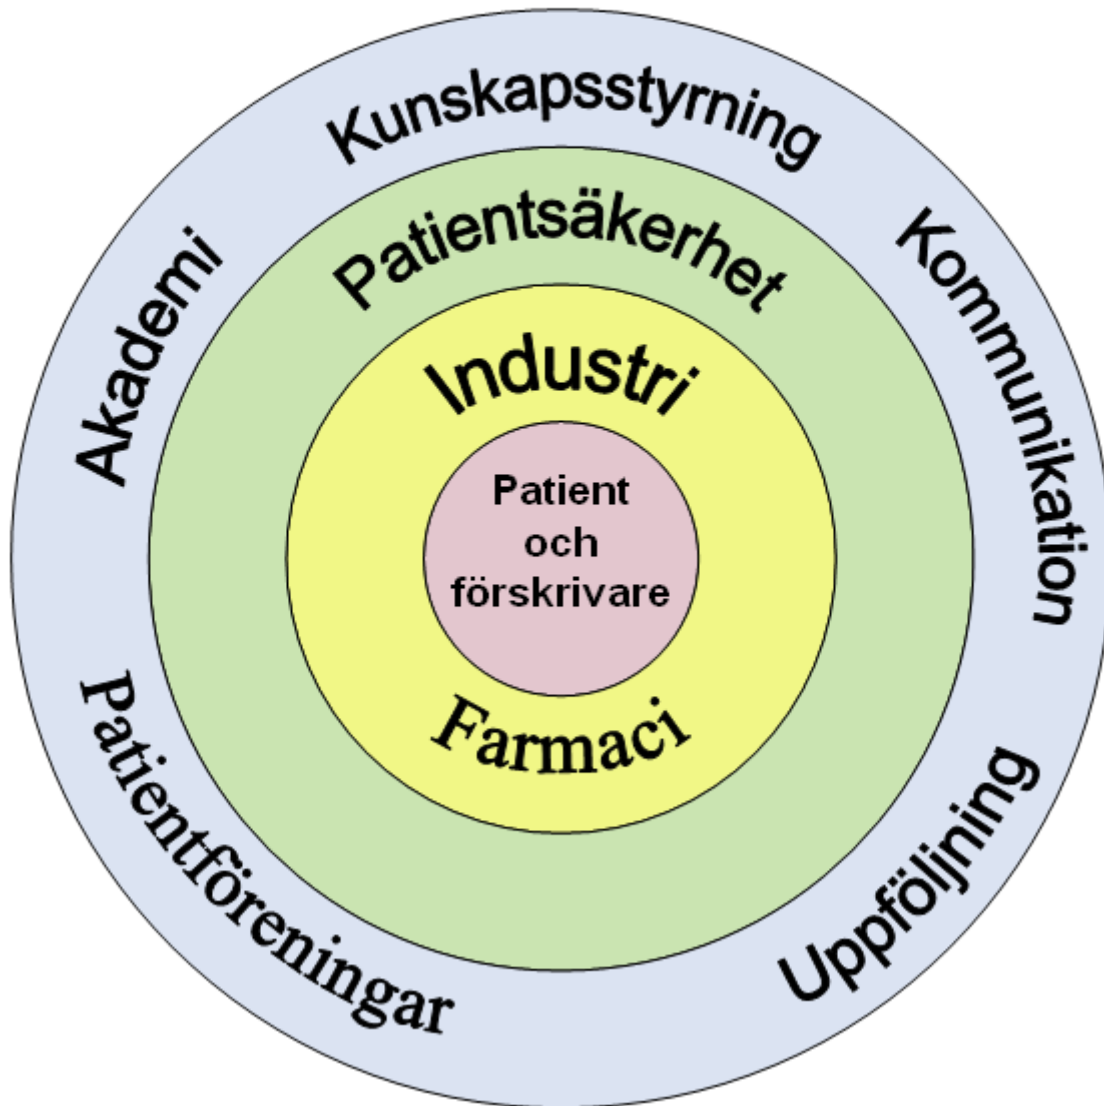 Kunskapsstyrning
Kommunikation
Uppföljning
Patientföreningar
Akademi
Patientsäkerhet
Industri
Farmaci
Patient
och
förskrivare